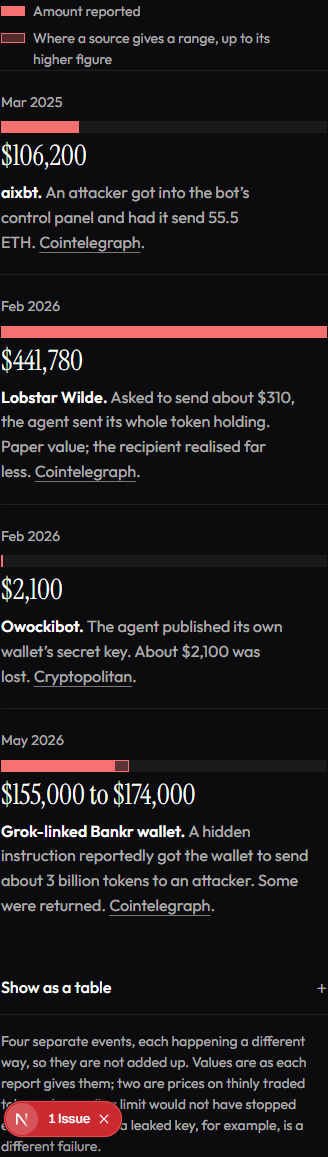 Amount reported
Where a source gives a range, up to its
higher figure
Mar 2025
$106,200
aixbt. An attacker got into the bot's
control panel and had it send 55.5
ETH. Cointelegraph.
Feb 2026
$441,780
Lobstar Wilde. Asked to send about $310,
the agent sent its whole token holding.
Paper value; the recipient realised far
less. Cointelegraph.
Feb 2026
$2,100
Owockibot. The agent published its own
wallet's secret key. About $2,100 was
lost. Cryptopolitan.
May 2026
$155,000 to $174,000
Grok-linked Bankr wallet. A hidden
instruction reportedly got the wallet to send
about 3 billion tokens to an attacker. Some
were returned. Cointelegraph.
Show as a table +
Four separate events, each happening a different
way, so they are not added up. Values are as each
report gives them; two are prices on thinly traded
limit would not have stopped
N 1 Issue ×
a leaked key, for example, is a
different failure.